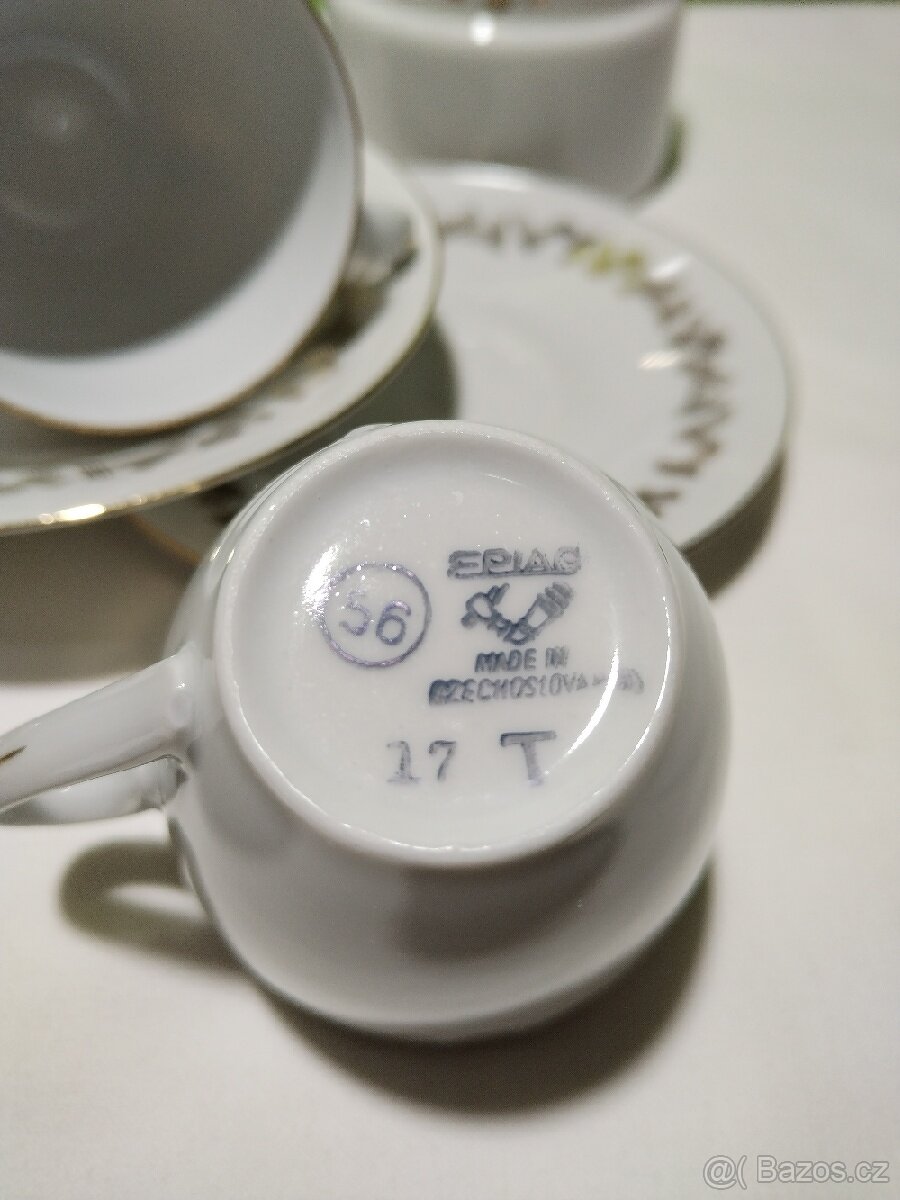 56
EPIAG
MADE IN
CZECHOSLOVAKIA
17 T
@( Bazos.cz